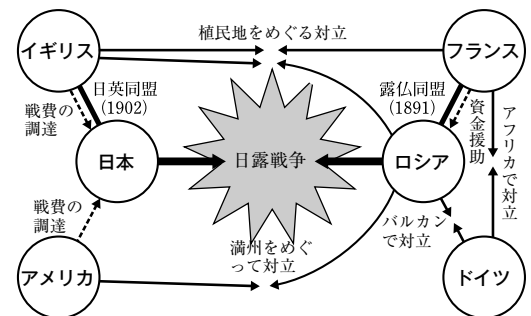 イギリス
植民地をめぐる対立
フランス
日英同盟
(1902)
露仏同盟
(1891)
戦費の
調達
資金援助
アフリカで
対立
日本
日露戦争
ロシア
戦費の
調達
バルカン
で対立
満州をめぐ
って対立
アメリカ
ドイツ